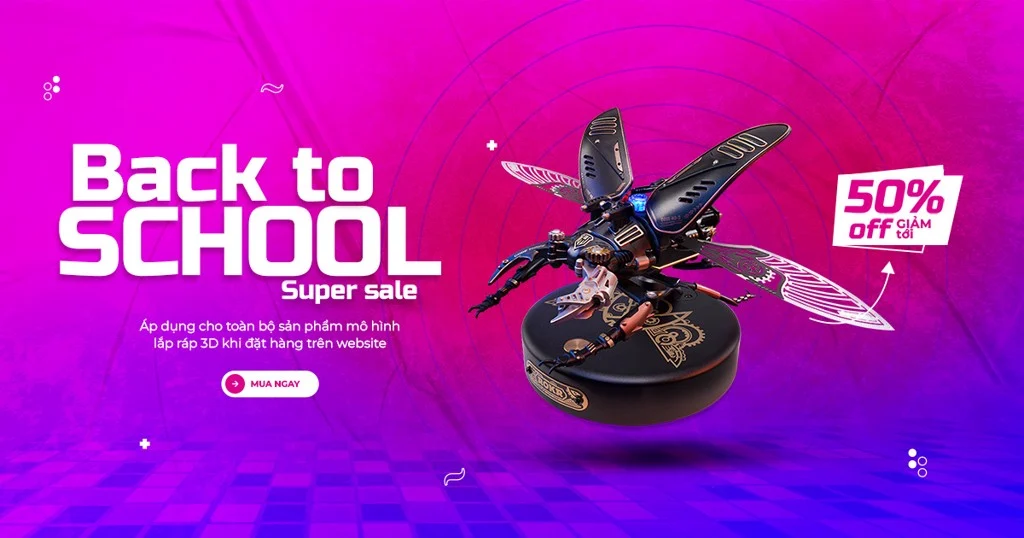 Back to
SCHOOL
Super sale
Áp dụng cho toàn bộ sản phẩm mô hình
lắp ráp 3D khi đặt hàng trên website
MUA NGAY
50%
off GIẢM
tới
ROKR